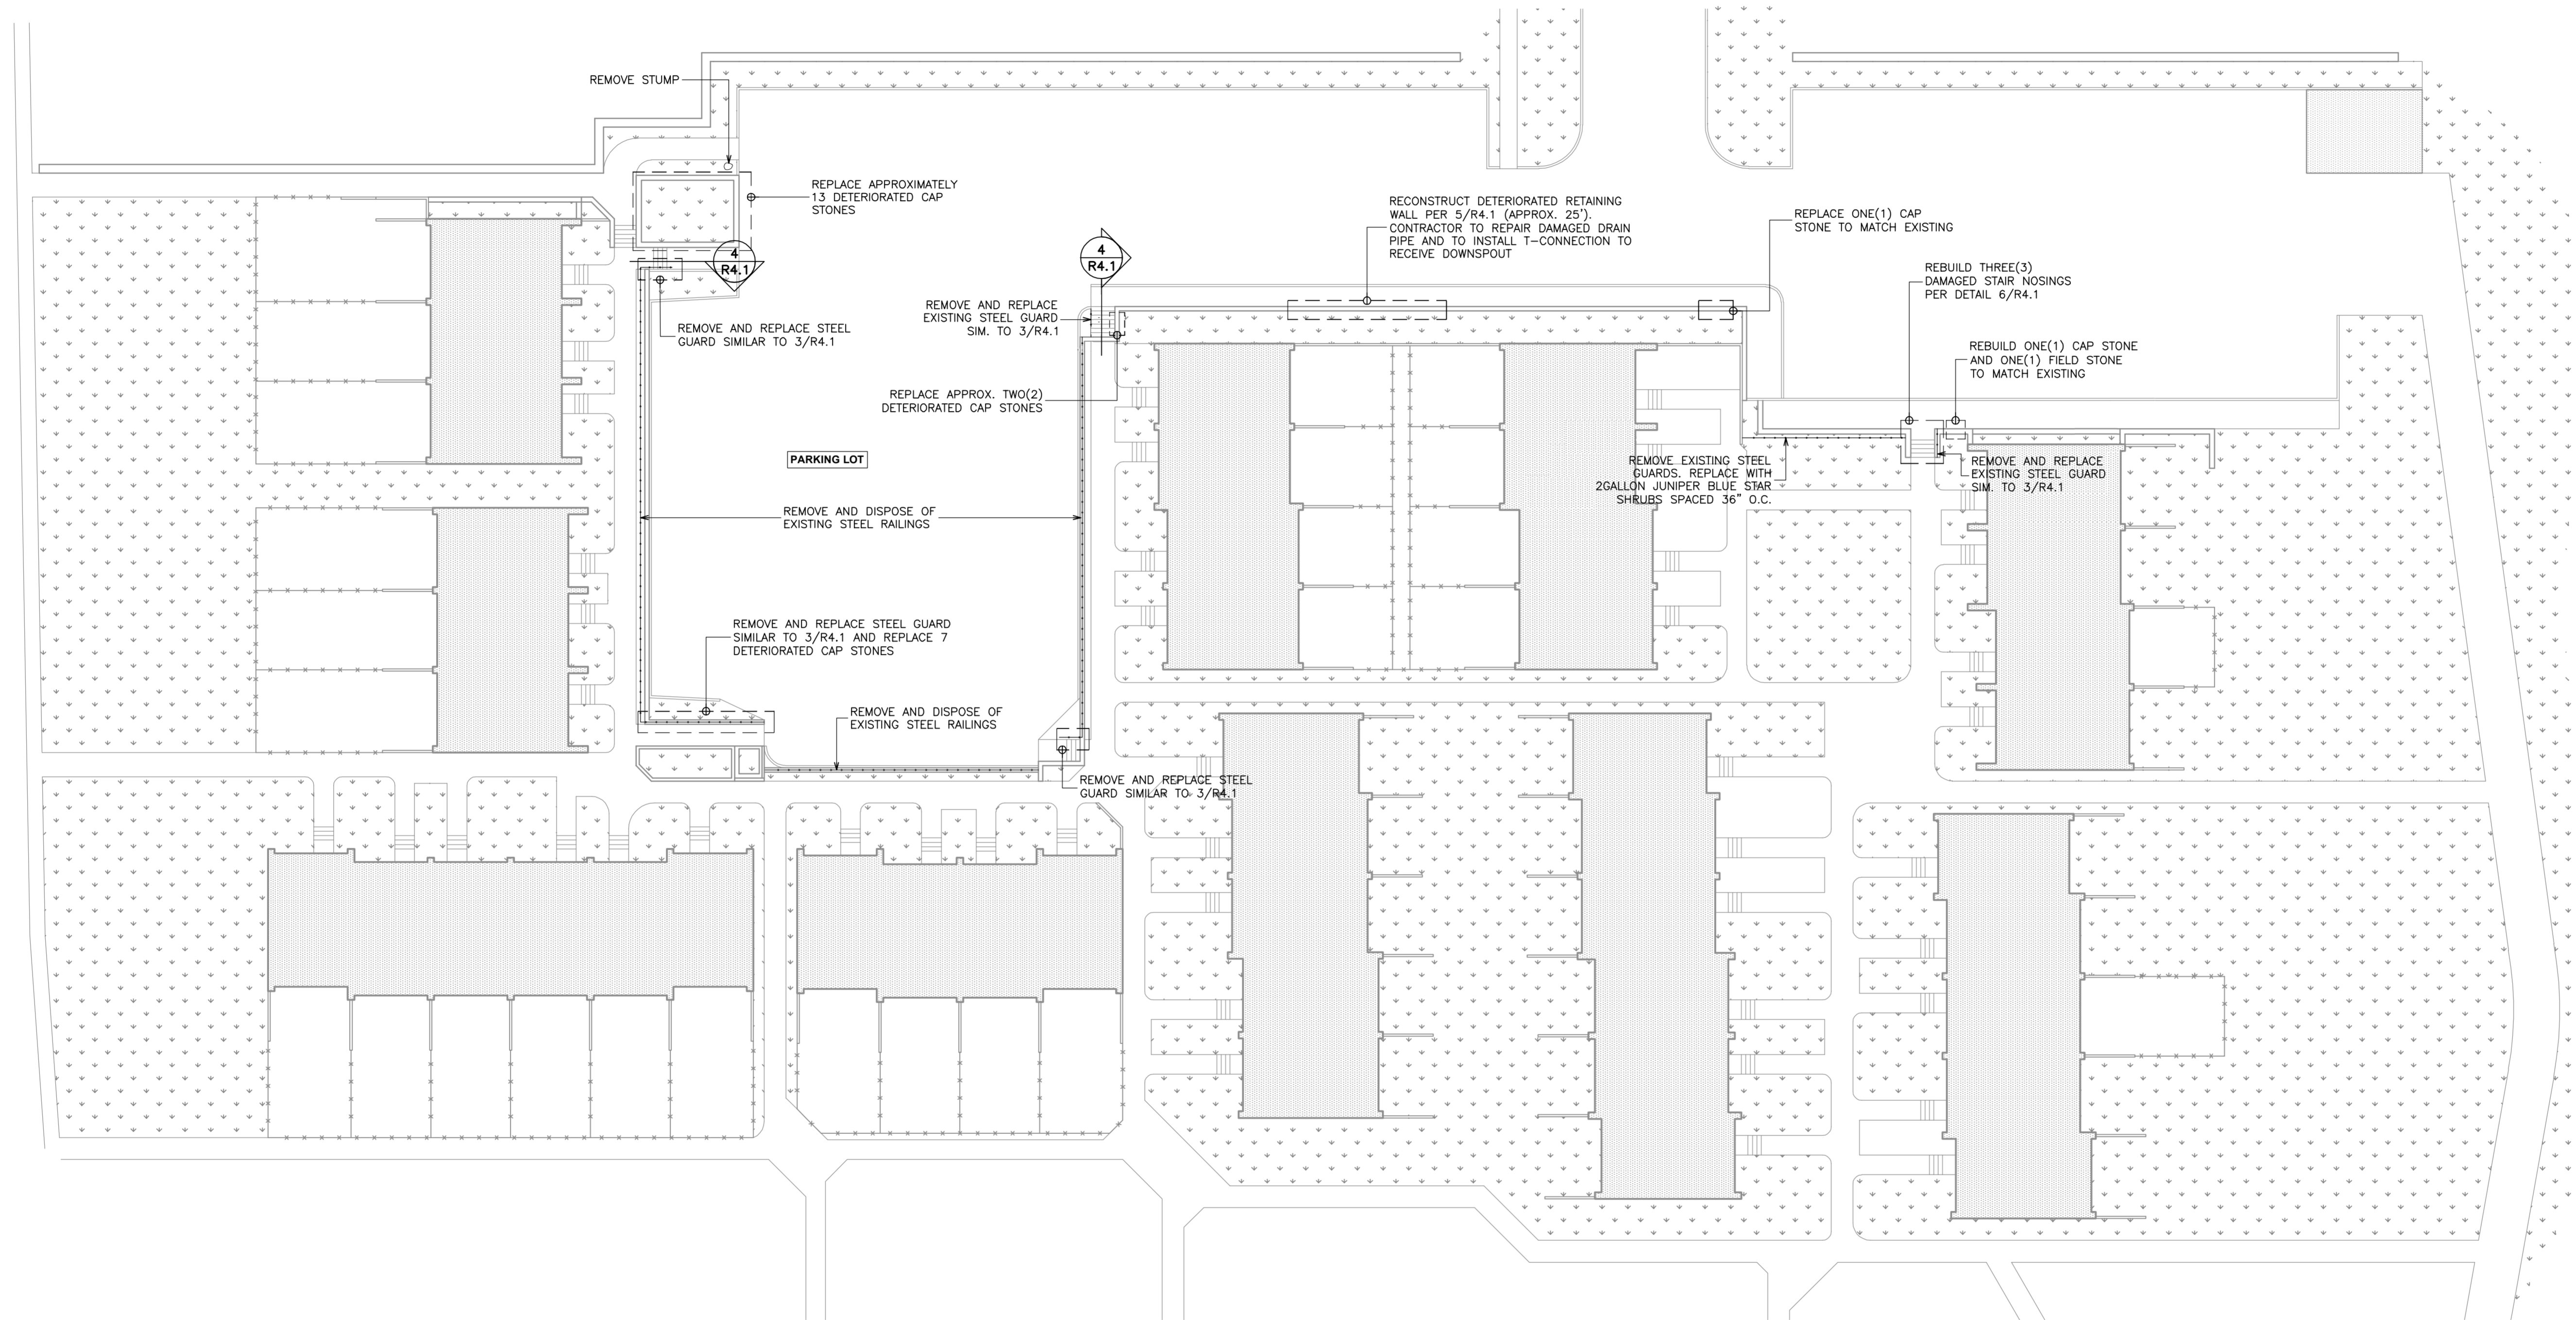 REMOVE STUMP
REPLACE APPROXIMATELY
13 DETERIORATED CAP
STONES
4
R4.1
REMOVE AND REPLACE STEEL
GUARD SIMILAR TO 3/R4.1
4
R4.1
REMOVE AND REPLACE
EXISTING STEEL GUARD
SIM. TO 3/R4.1
REPLACE APPROX. TWO(2)
DETERIORATED CAP STONES
RECONSTRUCT DETERIORATED RETAINING
WALL PER 5/R4.1 (APPROX. 25').
CONTRACTOR TO REPAIR DAMAGED DRAIN
PIPE AND TO INSTALL T-CONNECTION TO
RECEIVE DOWNSPOUT
REPLACE ONE(1) CAP
STONE TO MATCH EXISTING
REBUILD THREE(3)
DAMAGED STAIR NOSINGS
PER DETAIL 6/R4.1
REBUILD ONE(1) CAP STONE
AND ONE(1) FIELD STONE
TO MATCH EXISTING
PARKING LOT
REMOVE EXISTING STEEL
GUARDS. REPLACE WITH
2GALLON JUNIPER BLUE STAR
SHRUBS SPACED 36" O.C.
REMOVE AND REPLACE
EXISTING STEEL GUARD
SIM. TO 3/R4.1
REMOVE AND DISPOSE OF
EXISTING STEEL RAILINGS
REMOVE AND REPLACE STEEL GUARD
SIMILAR TO 3/R4.1 AND REPLACE 7
DETERIORATED CAP STONES
REMOVE AND DISPOSE OF
EXISTING STEEL RAILINGS
REMOVE AND REPLACE STEEL
GUARD SIMILAR TO 3/R4.1